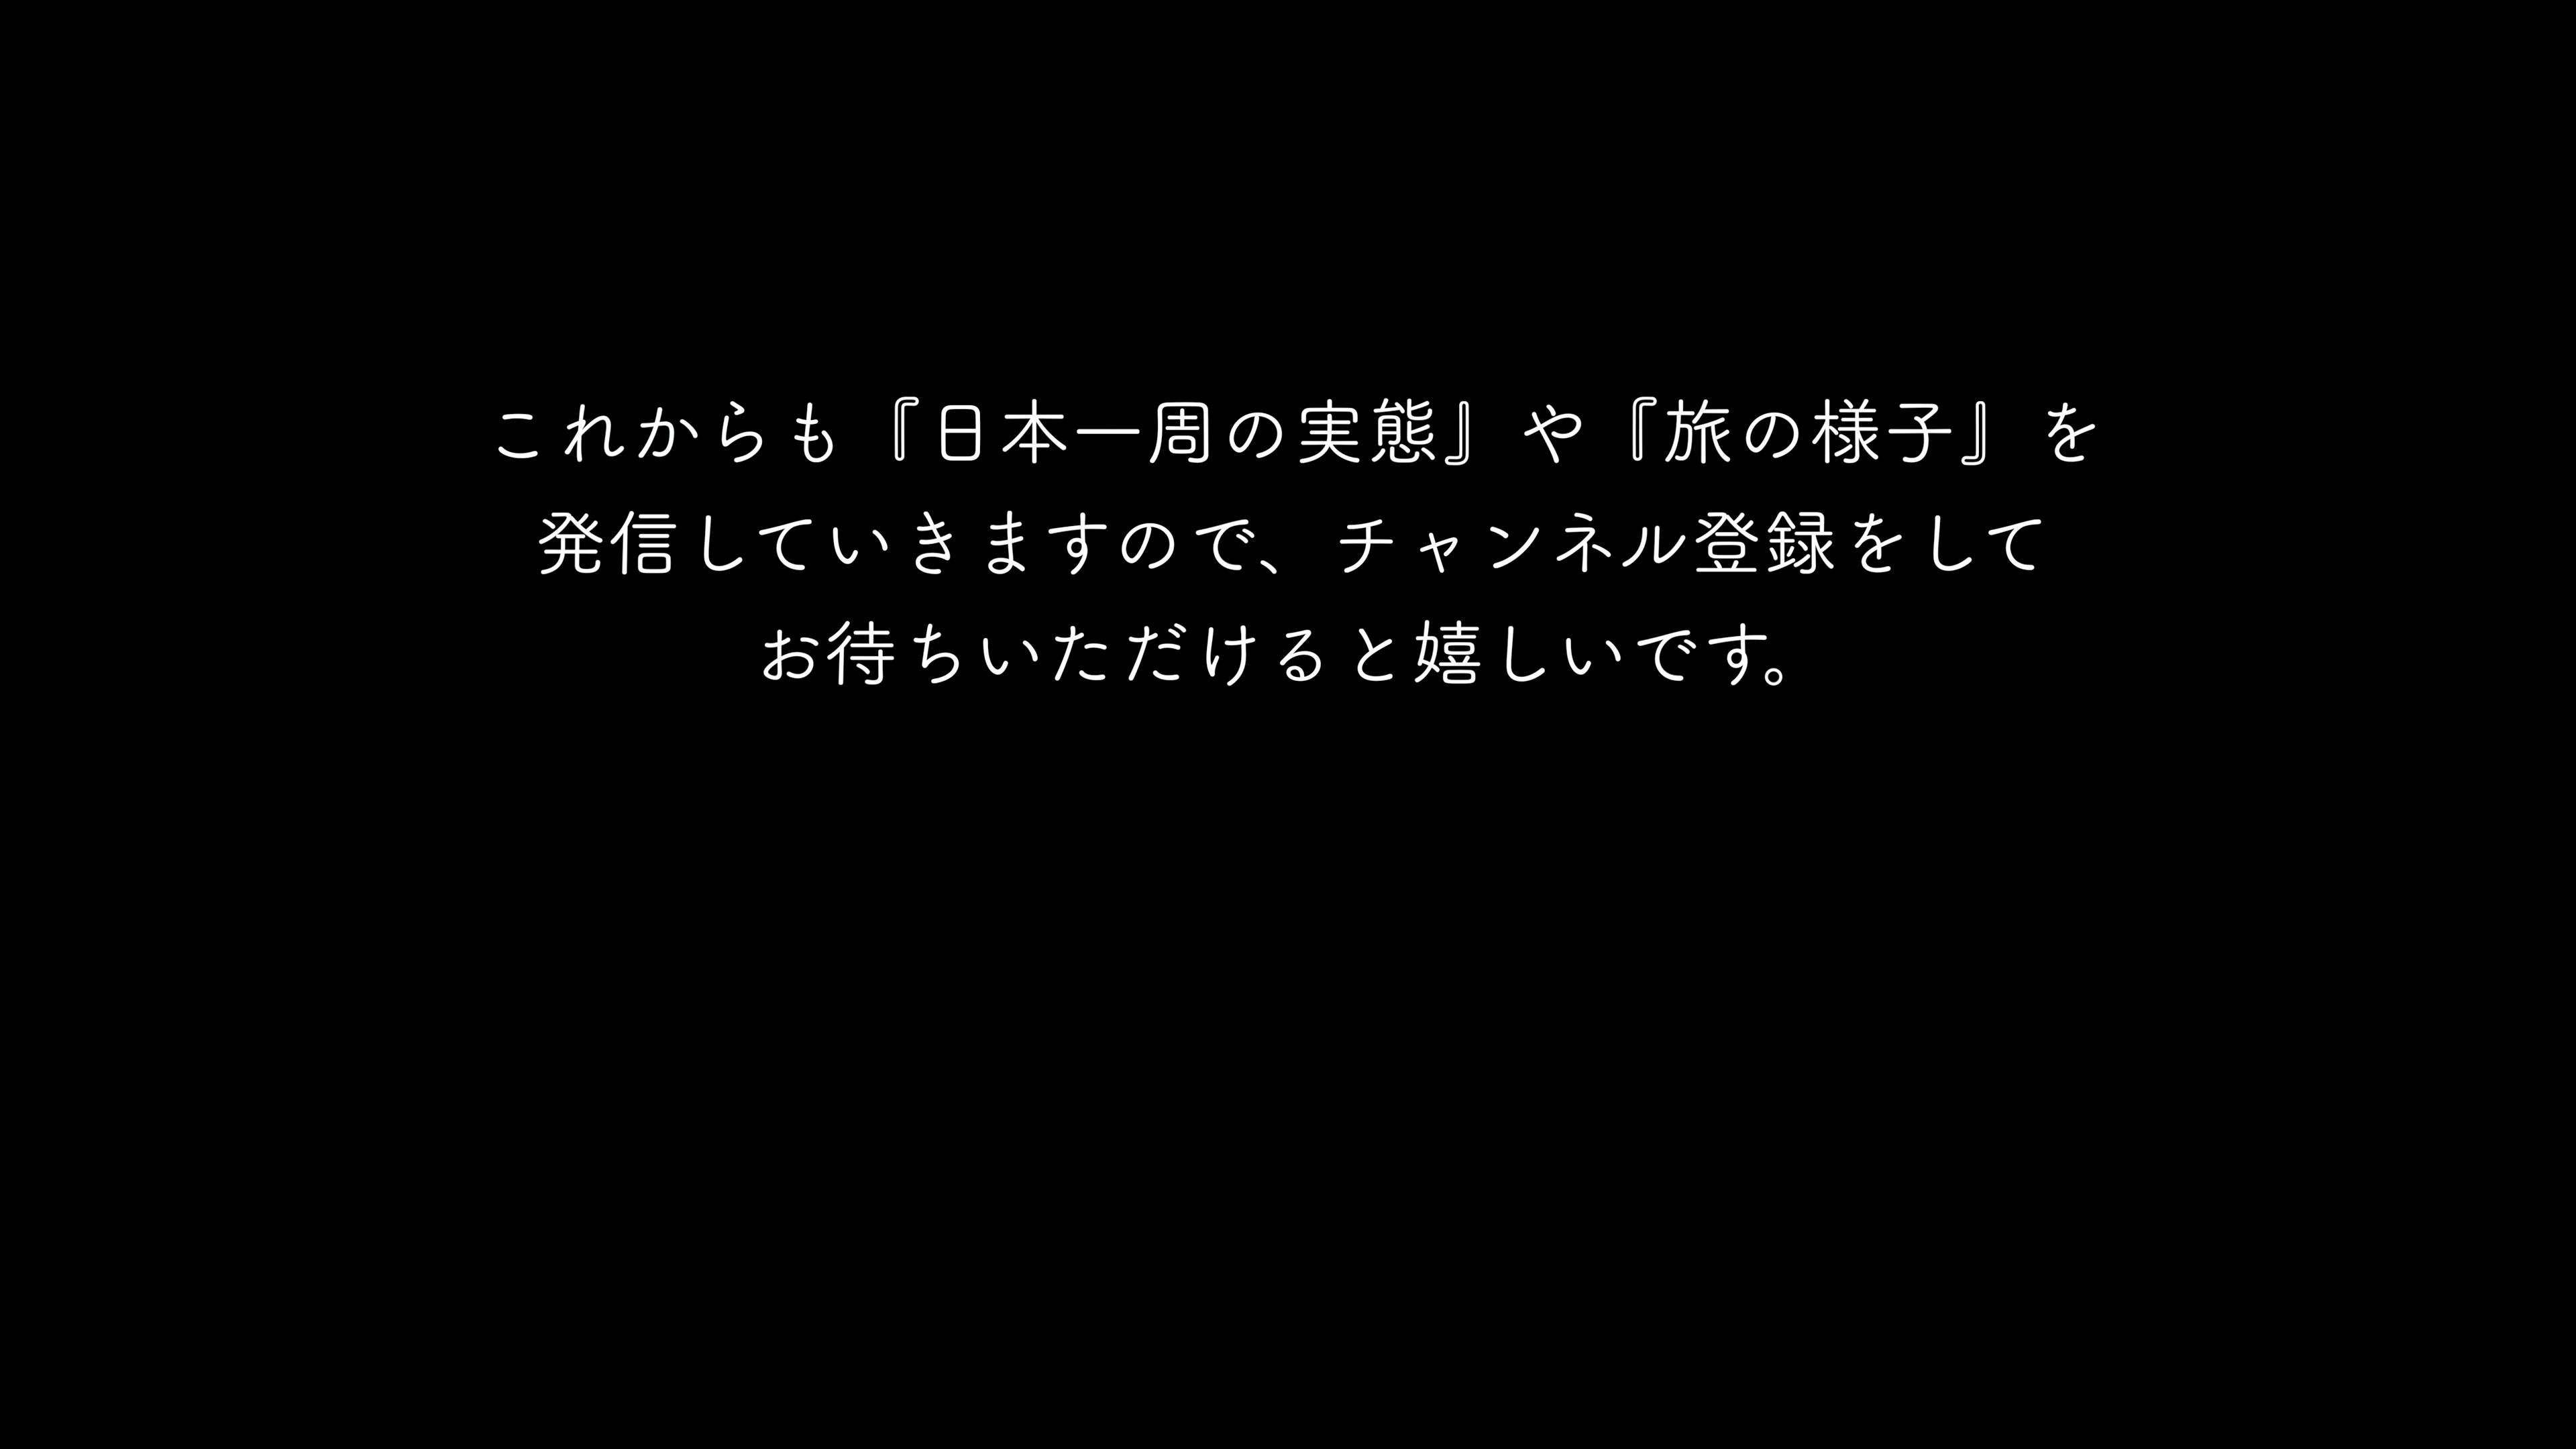 これからも『日本一周の実態』や『旅の様子』を
発信していきますので、チャンネル登録をして
お待ちいただけると嬉しいです。